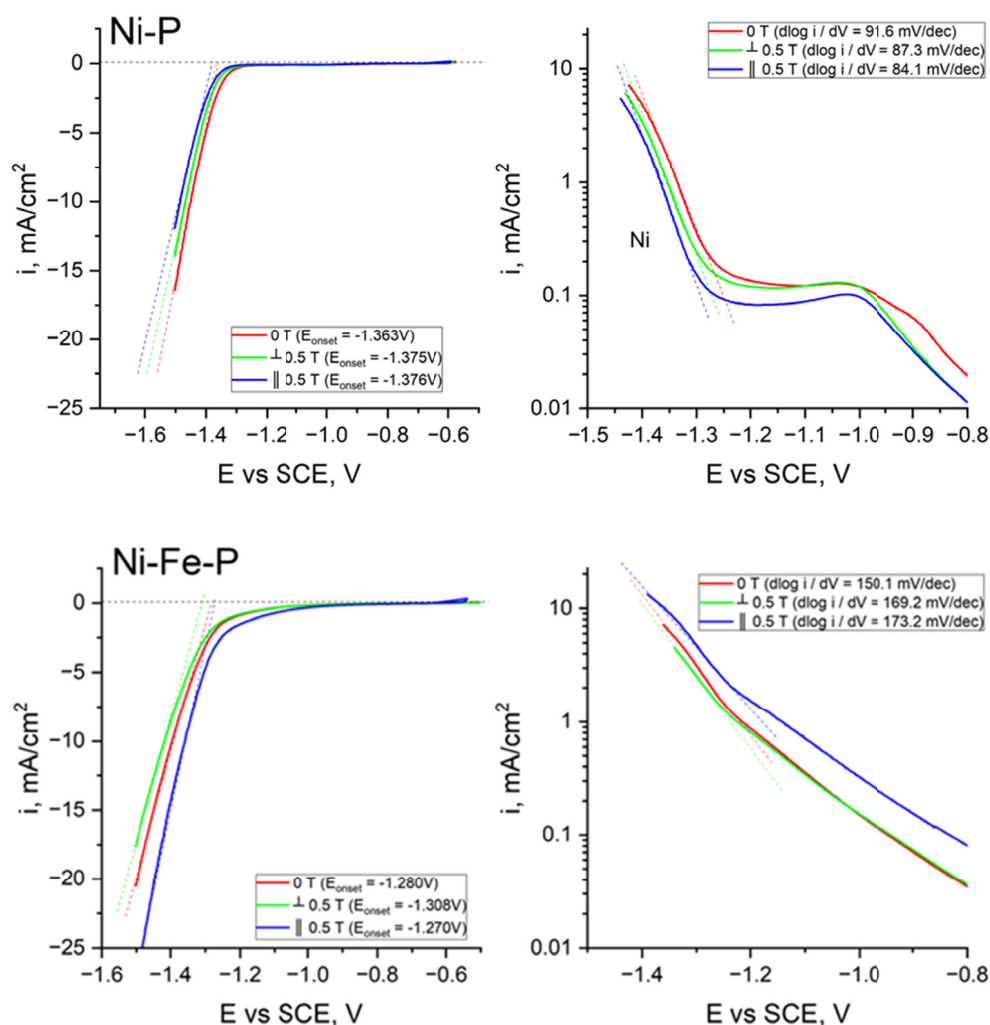 Ni-P
0
−5
−10
−15
−20
−25
i, mA/cm²
−1.6 −1.4 −1.2 −1.0 −0.8 −0.6
E vs SCE, V
0 T (Eonset = -1.363V)
⊥ 0.5 T (Eonset = -1.375V)
∥ 0.5 T (Eonset = -1.376V)
0 T (dlog i / dV = 91.6 mV/dec)
⊥ 0.5 T (dlog i / dV = 87.3 mV/dec)
∥ 0.5 T (dlog i / dV = 84.1 mV/dec)
10
1
0.1
0.01
i, mA/cm²
Ni
−1.5 −1.4 −1.3 −1.2 −1.1 −1.0 −0.9 −0.8
E vs SCE, V
Ni-Fe-P
0
−5
−10
−15
−20
−25
i, mA/cm²
−1.6 −1.4 −1.2 −1.0 −0.8 −0.6
E vs SCE, V
0 T (Eonset = -1.280V)
⊥ 0.5 T (Eonset = -1.308V)
∥ 0.5 T (Eonset = -1.270V)
0 T (dlog i / dV = 150.1 mV/dec)
⊥ 0.5 T (dlog i / dV = 169.2 mV/dec)
∥ 0.5 T (dlog i / dV = 173.2 mV/dec)
10
1
0.1
0.01
i, mA/cm²
−1.4 −1.2 −1.0 −0.8
E vs SCE, V